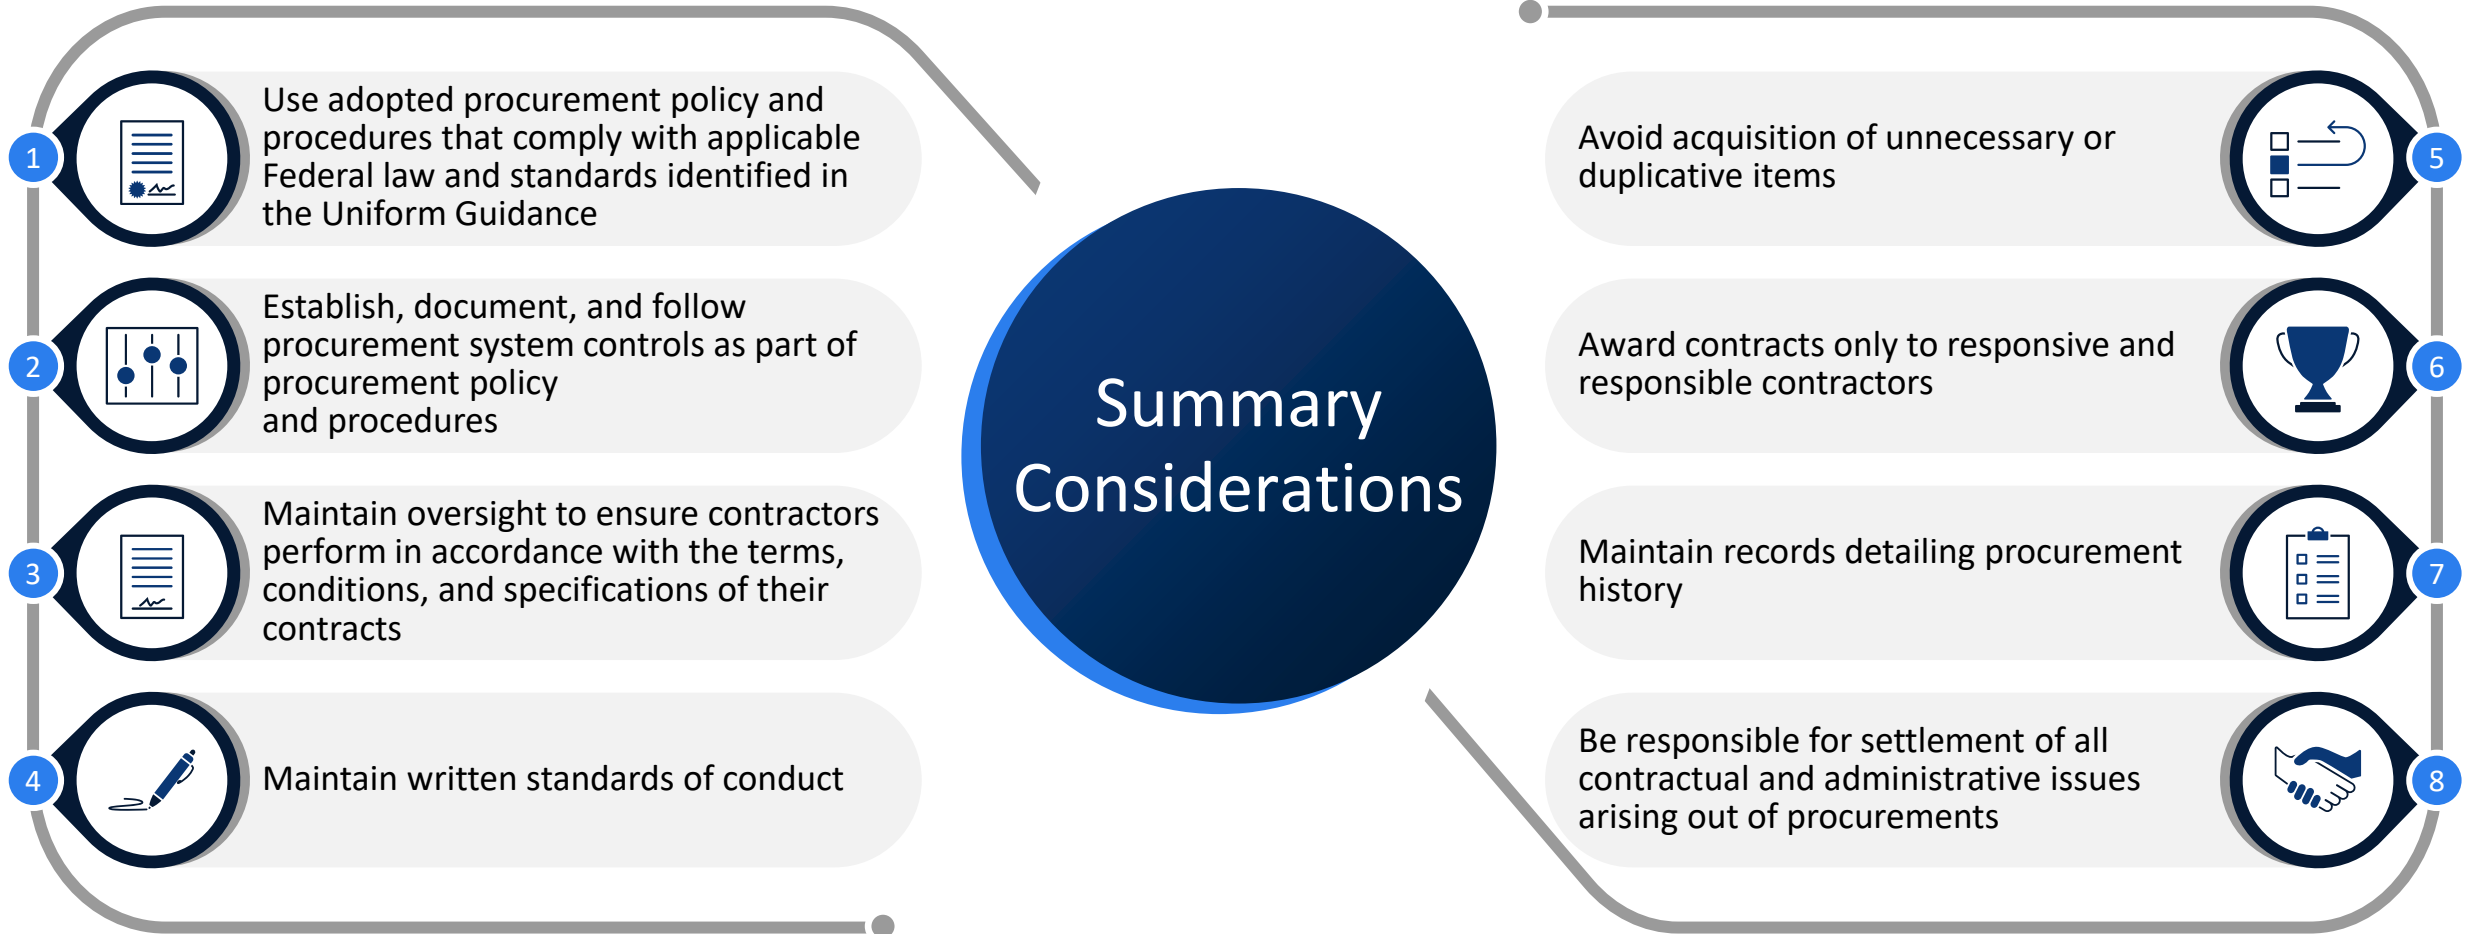 1
Use adopted procurement policy and
procedures that comply with applicable
Federal law and standards identified in
the Uniform Guidance
2
Establish, document, and follow
procurement system controls as part of
procurement policy
and procedures
3
Maintain oversight to ensure contractors
perform in accordance with the terms,
conditions, and specifications of their
contracts
4
Maintain written standards of conduct
Summary
Considerations
Avoid acquisition of unnecessary or
duplicative items
5
Award contracts only to responsive and
responsible contractors
6
Maintain records detailing procurement
history
7
Be responsible for settlement of all
contractual and administrative issues
arising out of procurements
8